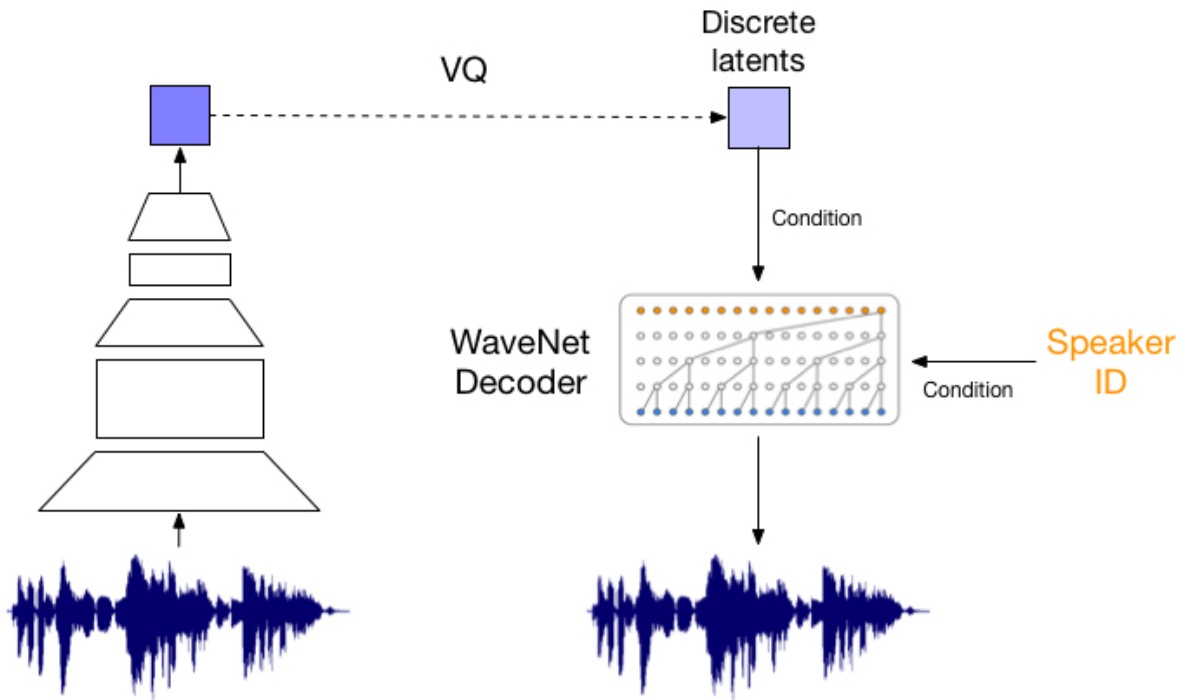 Discrete
latents
VQ
Condition
WaveNet
Decoder
Speaker
ID
Condition